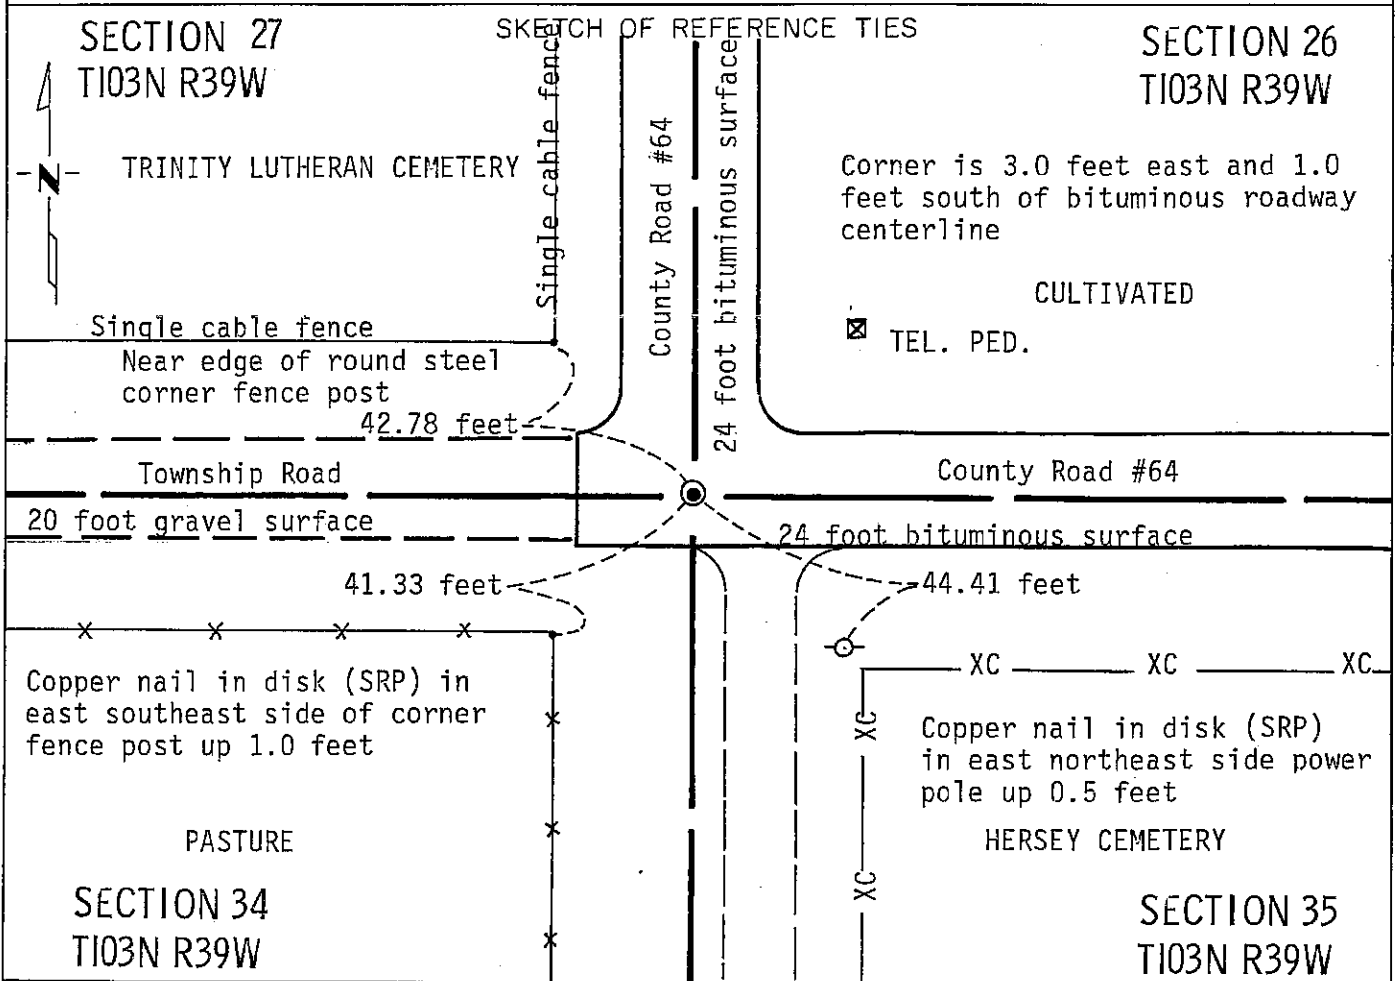 SKETCH OF REFERENCE TIES
SECTION 27
T103N R39W
SECTION 26
T103N R39W
N
TRINITY LUTHERAN CEMETERY
Single cable fence
County Road #64
24 foot bituminous surface
Corner is 3.0 feet east and 1.0
feet south of bituminous roadway
centerline
CULTIVATED
TEL. PED.
Single cable fence
Near edge of round steel
corner fence post
42.78 feet
Township Road
20 foot gravel surface
County Road #64
24 foot bituminous surface
41.33 feet
44.41 feet
X X X X
XC XC XC
Copper nail in disk (SRP) in
east southeast side of corner
fence post up 1.0 feet
X
X
X
XC
XC
Copper nail in disk (SRP)
in east northeast side power
pole up 0.5 feet
PASTURE
HERSEY CEMETERY
SECTION 34
T103N R39W
SECTION 35
T103N R39W